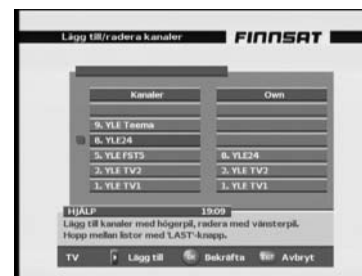 Lägg till/radera kanaler
FINNSAT
Kanaler
Own
9. YLE Teema
8. YLE24
5. YLE FST5
8. YLE24
2. YLE TV2
2. YLE TV2
1. YLE TV1
1. YLE TV1
HJÄLP 19:09
Lägg till kanaler med högerpil, radera med vänsterpil.
Hopp mellan listor med 'LAST'-knapp.
TV
Lägg till
OK Bekräfta
EXIT Avbryt